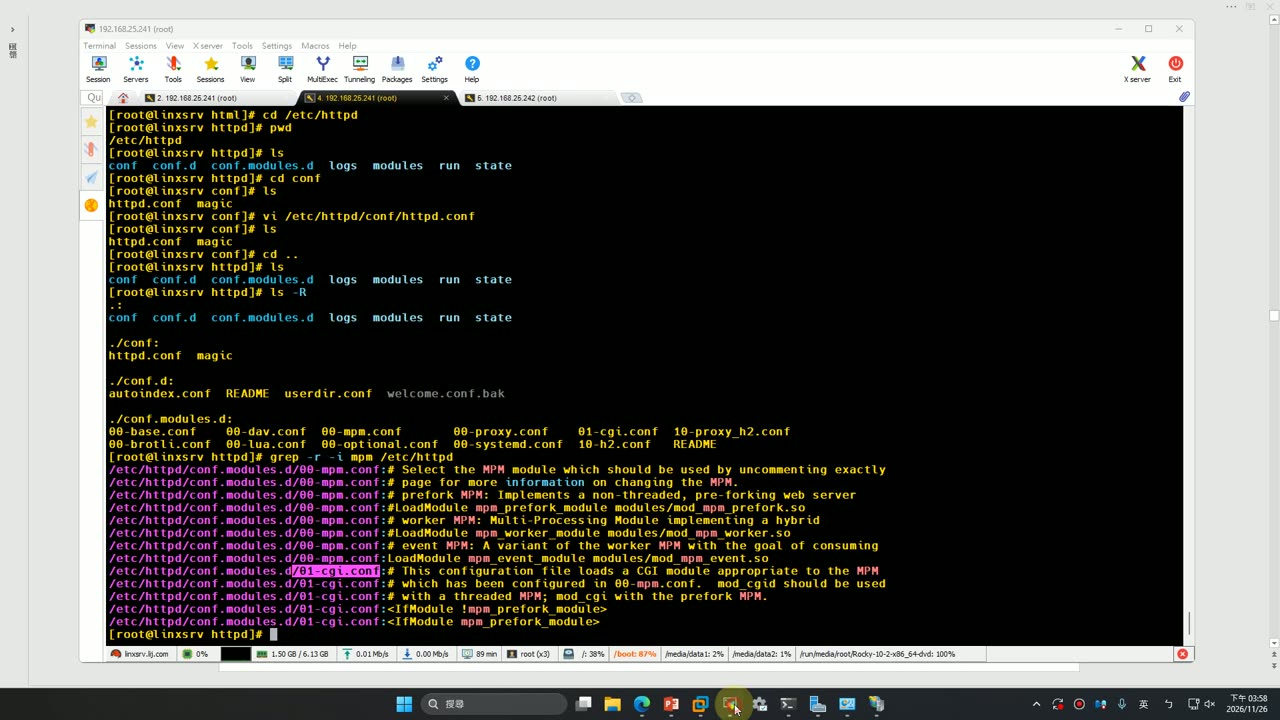 192.168.25.241 (root)
Terminal Sessions View X server Tools Settings Macros Help
Session Servers Tools Sessions View Split MultiExec Tunneling Packages Settings Help X server Exit
Qu 2. 192.168.25.241 (root) 4. 192.168.25.241 (root) 5. 192.168.25.242 (root)
[root@linxsrv html]# cd /etc/httpd
[root@linxsrv httpd]# pwd
/etc/httpd
[root@linxsrv httpd]# ls
conf conf.d conf.modules.d logs modules run state
[root@linxsrv httpd]# cd conf
[root@linxsrv conf]# ls
httpd.conf magic
[root@linxsrv conf]# vi /etc/httpd/conf/httpd.conf
[root@linxsrv conf]# ls
httpd.conf magic
[root@linxsrv conf]# cd ..
[root@linxsrv httpd]# ls
conf conf.d conf.modules.d logs modules run state
[root@linxsrv httpd]# ls -R
.:
conf conf.d conf.modules.d logs modules run state
./conf:
httpd.conf magic
./conf.d:
autoindex.conf README userdir.conf welcome.conf.bak
./conf.modules.d:
00-base.conf 00-dav.conf 00-mpm.conf 00-proxy.conf 01-cgi.conf 10-proxy_h2.conf
00-brotli.conf 00-lua.conf 00-optional.conf 00-systemd.conf 10-h2.conf README
[root@linxsrv httpd]# grep -r -i mpm /etc/httpd
/etc/httpd/conf.modules.d/00-mpm.conf:# Select the MPM module which should be used by uncommenting exactly
/etc/httpd/conf.modules.d/00-mpm.conf:# page for more information on changing the MPM.
/etc/httpd/conf.modules.d/00-mpm.conf:# prefork MPM: Implements a non-threaded, pre-forking web server
/etc/httpd/conf.modules.d/00-mpm.conf:#LoadModule mpm_prefork_module modules/mod_mpm_prefork.so
/etc/httpd/conf.modules.d/00-mpm.conf:# worker MPM: Multi-Processing Module implementing a hybrid
/etc/httpd/conf.modules.d/00-mpm.conf:#LoadModule mpm_worker_module modules/mod_mpm_worker.so
/etc/httpd/conf.modules.d/00-mpm.conf:# event MPM: A variant of the worker MPM with the goal of consuming
/etc/httpd/conf.modules.d/00-mpm.conf:LoadModule mpm_event_module modules/mod_mpm_event.so
/etc/httpd/conf.modules.d/01-cgi.conf:# This configuration file loads a CGI module appropriate to the MPM
/etc/httpd/conf.modules.d/01-cgi.conf:# which has been configured in 00-mpm.conf. mod_cgid should be used
/etc/httpd/conf.modules.d/01-cgi.conf:# with a threaded MPM; mod_cgi with the prefork MPM.
/etc/httpd/conf.modules.d/01-cgi.conf:<IfModule !mpm_prefork_module>
/etc/httpd/conf.modules.d/01-cgi.conf:<IfModule mpm_prefork_module>
[root@linxsrv httpd]#
linxsrv.lij.com 0% 1.50 GB / 6.13 GB 0.01 Mb/s 0.00 Mb/s 89 min root (x3) /: 38% /boot: 87% /media/data1: 2% /media/data2: 1% /run/media/root/Rocky-10-2-x86_64-dvd: 100%
搜尋 英 ㄅ 下午 03:58
2026/11/26